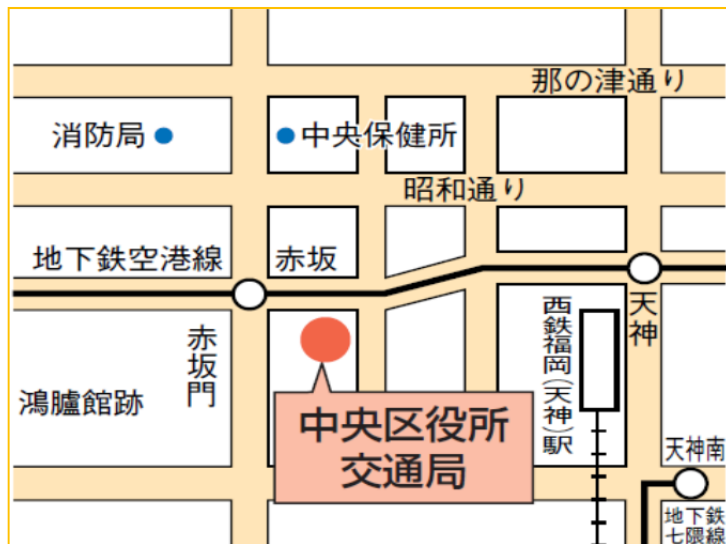 那の津通り
消防局
中央保健所
昭和通り
地下鉄空港線
赤坂
西鉄福岡(天神)駅
天神
赤坂門
鴻臚館跡
中央区役所
交通局
天神南
地下鉄
七隈線